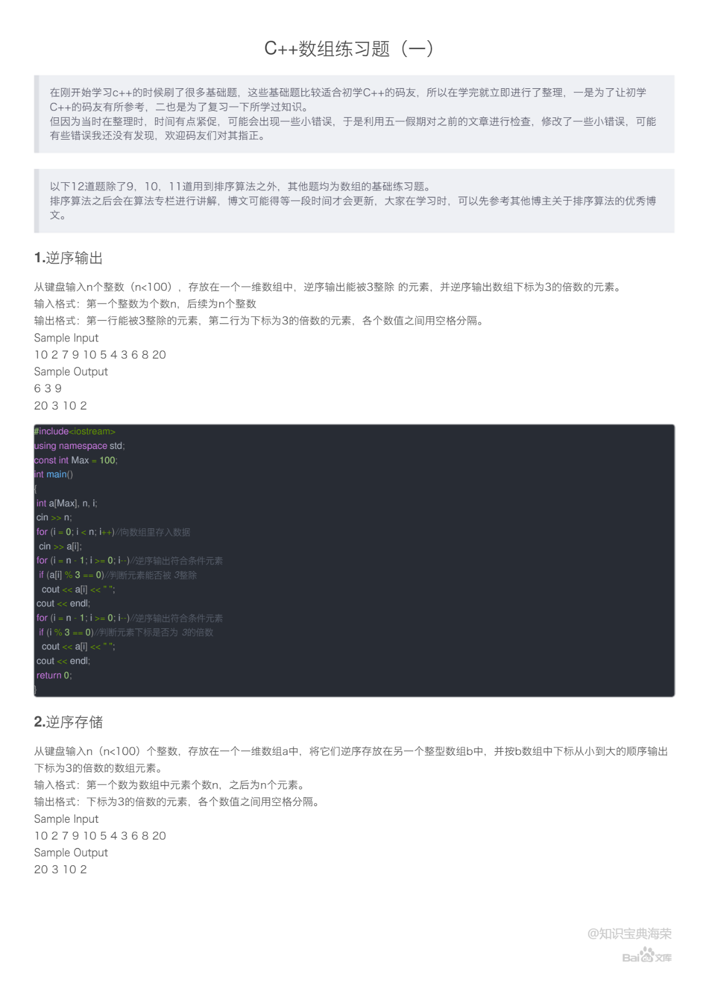 C++数组练习题（一）
在刚开始学习c++的时候刷了很多基础题，这些基础题比较适合初学C++的码友，所以在学完就立即进行了整理，一是为了让初学
C++的码友有所参考，二也是为了复习一下所学过知识。
但因为当时在整理时，时间有点紧促，可能会出现一些小错误，于是利用五一假期对之前的文章进行检查，修改了一些小错误，可能
有些错误我还没有发现，欢迎码友们对其指正。
以下12道题除了9，10，11道用到排序算法之外，其他题均为数组的基础练习题。
排序算法之后会在算法专栏进行讲解，博文可能得等一段时间才会更新，大家在学习时，可以先参考其他博主关于排序算法的优秀博
文。
1.逆序输出
从键盘输入n个整数（n<100）, 存放在一个一维数组中，逆序输出能被3整除 的元素，并逆序输出数组下标为3的倍数的元素。
输入格式：第一个整数为个数n，后续为n个整数
输出格式：第一行能被3整除的元素，第二行为下标为3的倍数的元素，各个数值之间用空格分隔。
Sample Input
10 2 7 9 10 5 4 3 6 8 20
Sample Output
6 3 9
20 3 10 2
#include<iostream>
using namespace std;
const int Max = 100;
int main()
{
int a[Max], n, i;
cin >> n;
for (i = 0; i < n; i++)//向数组里存入数据
cin >> a[i];
for (i = n - 1; i >= 0; i--)//逆序输出符合条件元素
if (a[i] % 3 == 0)//判断元素能否被 3整除
cout << a[i] << " ";
cout << endl;
for (i = n - 1; i >= 0; i--)//逆序输出符合条件元素
if (i % 3 == 0)//判断元素下标是否为 3的倍数
cout << a[i] << " ";
cout << endl;
return 0;
}
2.逆序存储
从键盘输入n（n<100）个整数，存放在一个一维数组a中，将它们逆序存放在另一个整型数组b中，并按b数组中下标从小到大的顺序输出
下标为3的倍数的数组元素。
输入格式：第一个数为数组中元素个数n，之后为n个元素。
输出格式：下标为3的倍数的元素，各个数值之间用空格分隔。
Sample Input
10 2 7 9 10 5 4 3 6 8 20
Sample Output
20 3 10 2
@知识宝典海荣
Baidu文库